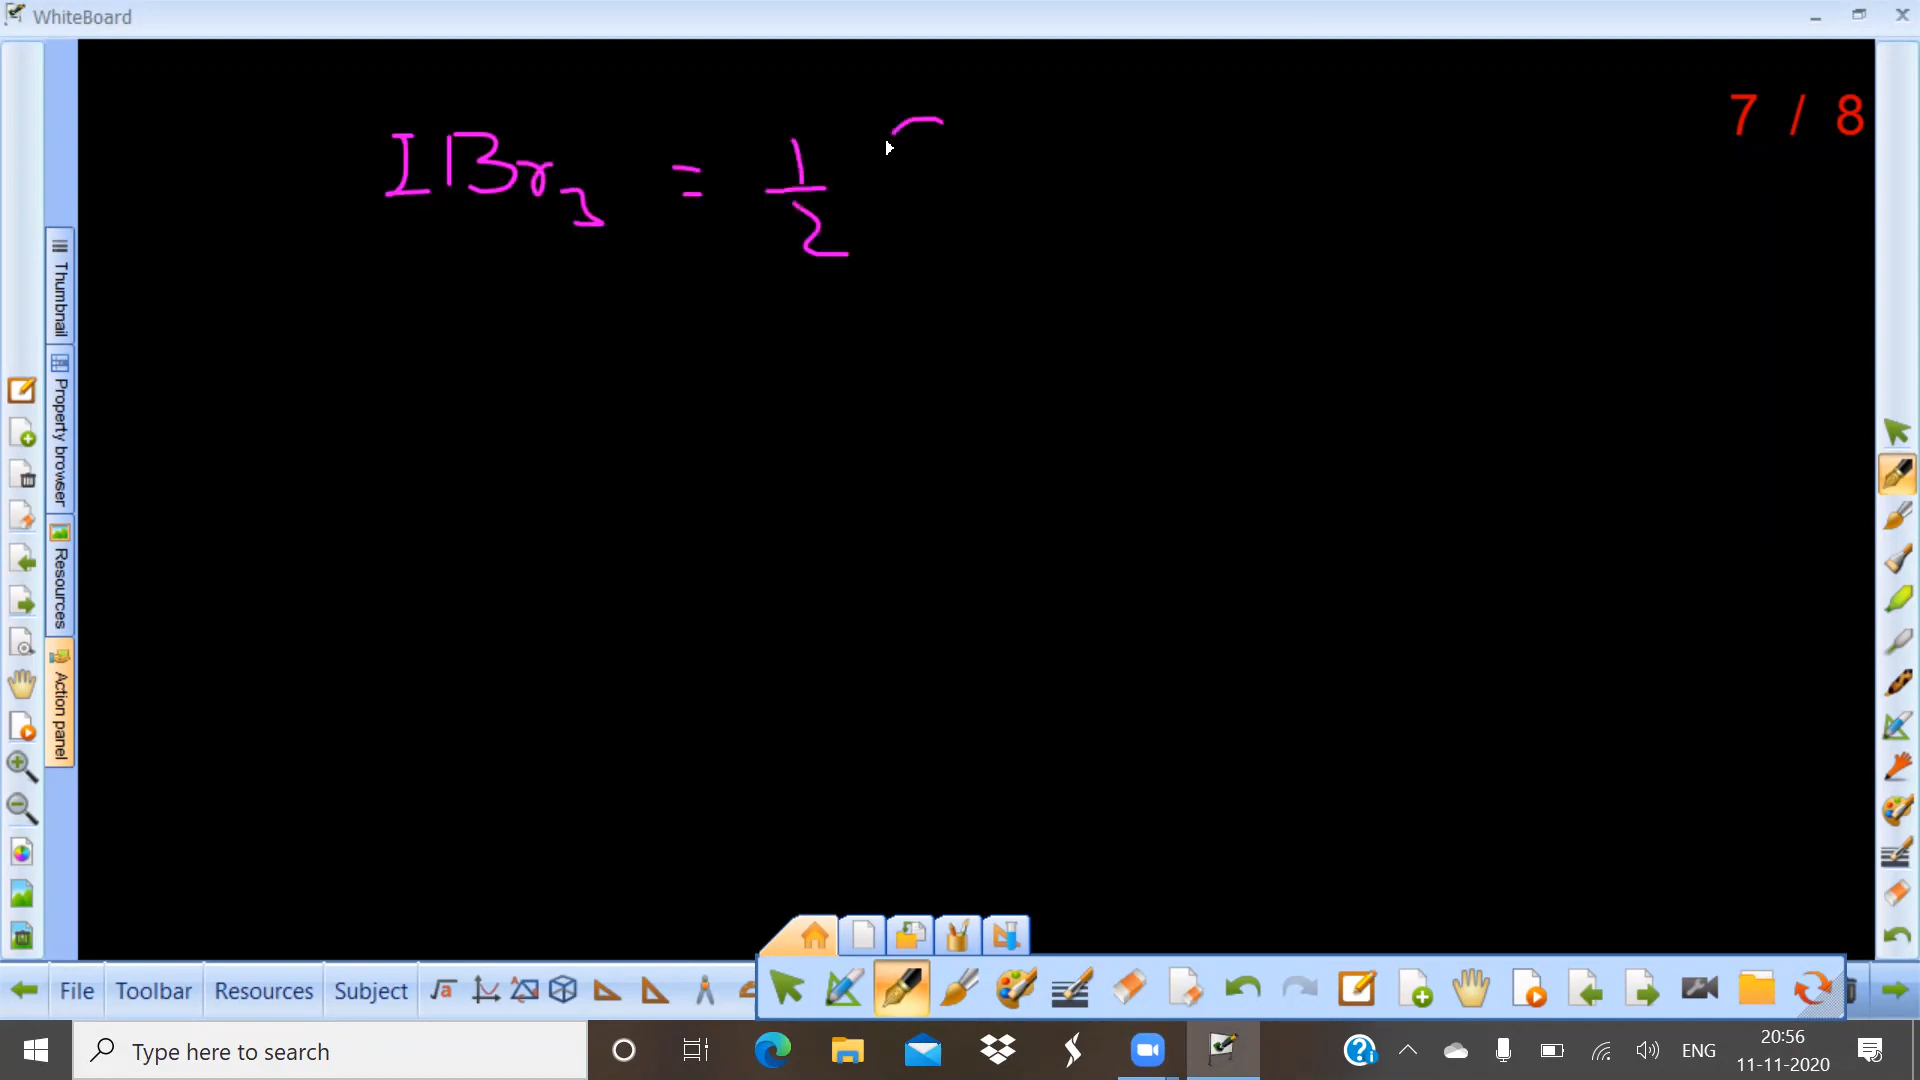 WhiteBoard
7 / 8
IBr₂ = 1/2
Thumbnail
Property browser
Resources
Action panel
File
Toolbar
Resources
Subject
Type here to search
ENG
20:56
11-11-2020